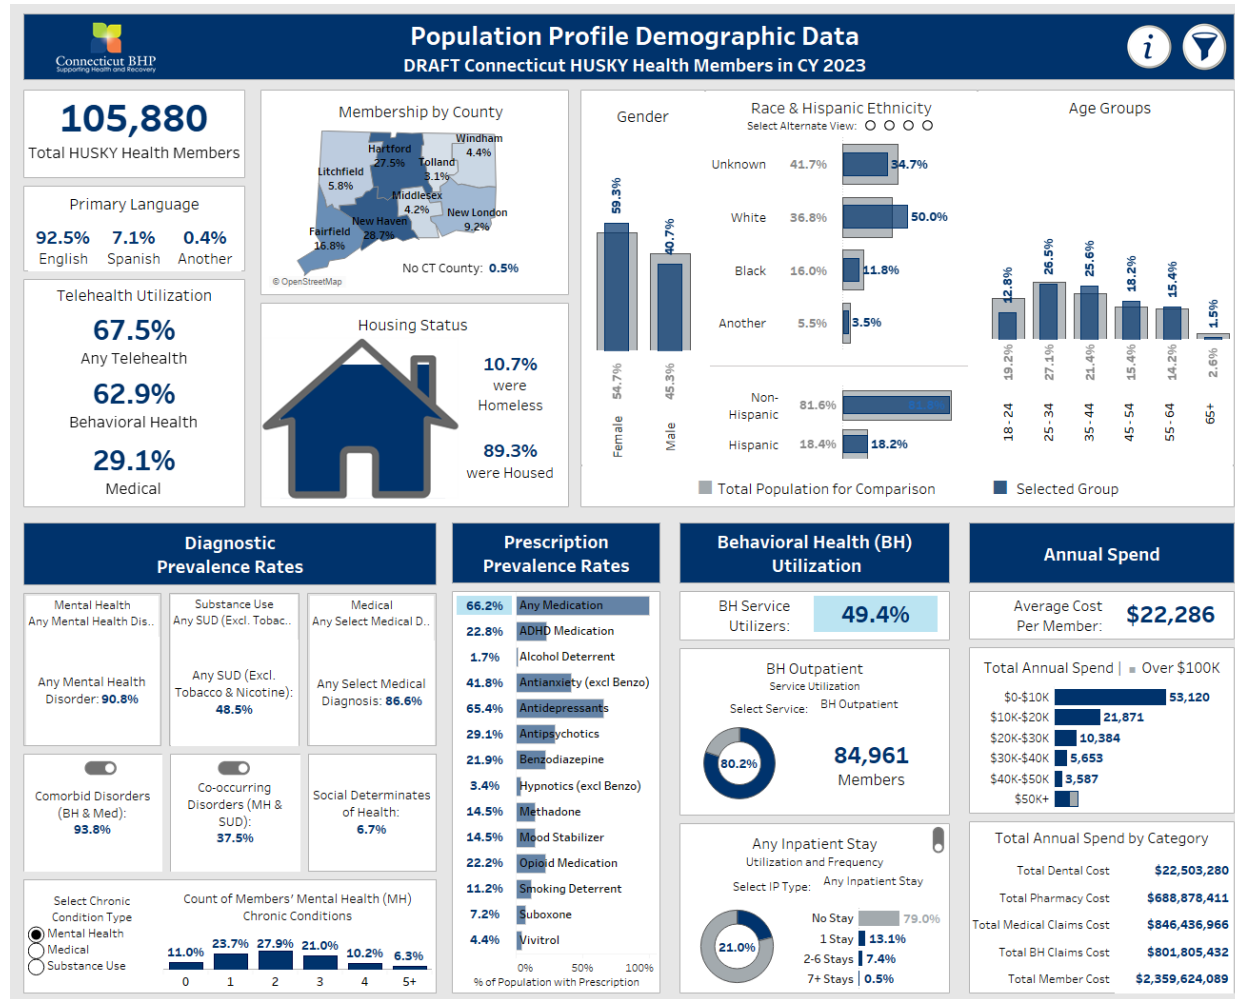 Connecticut BHP
Supporting Health and Recovery
Population Profile Demographic Data
DRAFT Connecticut HUSKY Health Members in CY 2023
i
105,880
Total HUSKY Health Members
Primary Language
92.5% 7.1% 0.4%
English Spanish Another
Telehealth Utilization
67.5%
Any Telehealth
62.9%
Behavioral Health
29.1%
Medical
Membership by County
Windham
4.4%
Hartford
27.5%
Tolland
3.1%
Litchfield
5.8%
Middlesex
4.2%
New London
9.2%
New Haven
28.7%
Fairfield
16.8%
No CT County: 0.5%
© OpenStreetMap
Housing Status
10.7%
were
Homeless
89.3%
were Housed
Gender
59.3%
40.7%
54.7%
45.3%
Female
Male
Race & Hispanic Ethnicity
Select Alternate View:
Unknown 41.7% 34.7%
White 36.8% 50.0%
Black 16.0% 11.8%
Another 5.5% 3.5%
Non-
Hispanic 81.6%
Hispanic 18.4% 18.2%
Age Groups
12.8% 26.5% 25.6% 18.2% 15.4% 1.5%
19.2% 27.1% 21.4% 15.4% 14.2% 2.6%
18 - 24 25 - 34 35 - 44 45 - 54 55 - 64 65+
Total Population for Comparison
Selected Group
Diagnostic
Prevalence Rates
Mental Health
Any Mental Health Dis..
Any Mental Health
Disorder: 90.8%
Substance Use
Any SUD (Excl. Tobac..
Any SUD (Excl.
Tobacco & Nicotine):
48.5%
Medical
Any Select Medical D..
Any Select Medical
Diagnosis: 86.6%
Comorbid Disorders
(BH & Med):
93.8%
Co-occurring
Disorders (MH &
SUD):
37.5%
Social Determinates
of Health:
6.7%
Select Chronic
Condition Type
Mental Health
Medical
Substance Use
Count of Members' Mental Health (MH)
Chronic Conditions
11.0% 23.7% 27.9% 21.0% 10.2% 6.3%
0 1 2 3 4 5+
Prescription
Prevalence Rates
66.2% Any Medication
22.8% ADHD Medication
1.7% Alcohol Deterrent
41.8% Antianxiety (excl Benzo)
65.4% Antidepressants
29.1% Antipsychotics
21.9% Benzodiazepine
3.4% Hypnotics (excl Benzo)
14.5% Methadone
14.5% Mood Stabilizer
22.2% Opioid Medication
11.2% Smoking Deterrent
7.2% Suboxone
4.4% Vivitrol
0% 50% 100%
% of Population with Prescription
Behavioral Health (BH)
Utilization
BH Service
Utilizers:
49.4%
BH Outpatient
Service Utilization
Select Service: BH Outpatient
80.2%
84,961
Members
Any Inpatient Stay
Utilization and Frequency
Select IP Type: Any Inpatient Stay
21.0%
No Stay 79.0%
1 Stay 13.1%
2-6 Stays 7.4%
7+ Stays 0.5%
Annual Spend
Average Cost
Per Member:
$22,286
Total Annual Spend | Over $100K
$0-$10K 53,120
$10K-$20K 21,871
$20K-$30K 10,384
$30K-$40K 5,653
$40K-$50K 3,587
$50K+
Total Annual Spend by Category
Total Dental Cost $22,503,280
Total Pharmacy Cost $688,878,411
Total Medical Claims Cost $846,436,966
Total BH Claims Cost $801,805,432
Total Member Cost $2,359,624,089